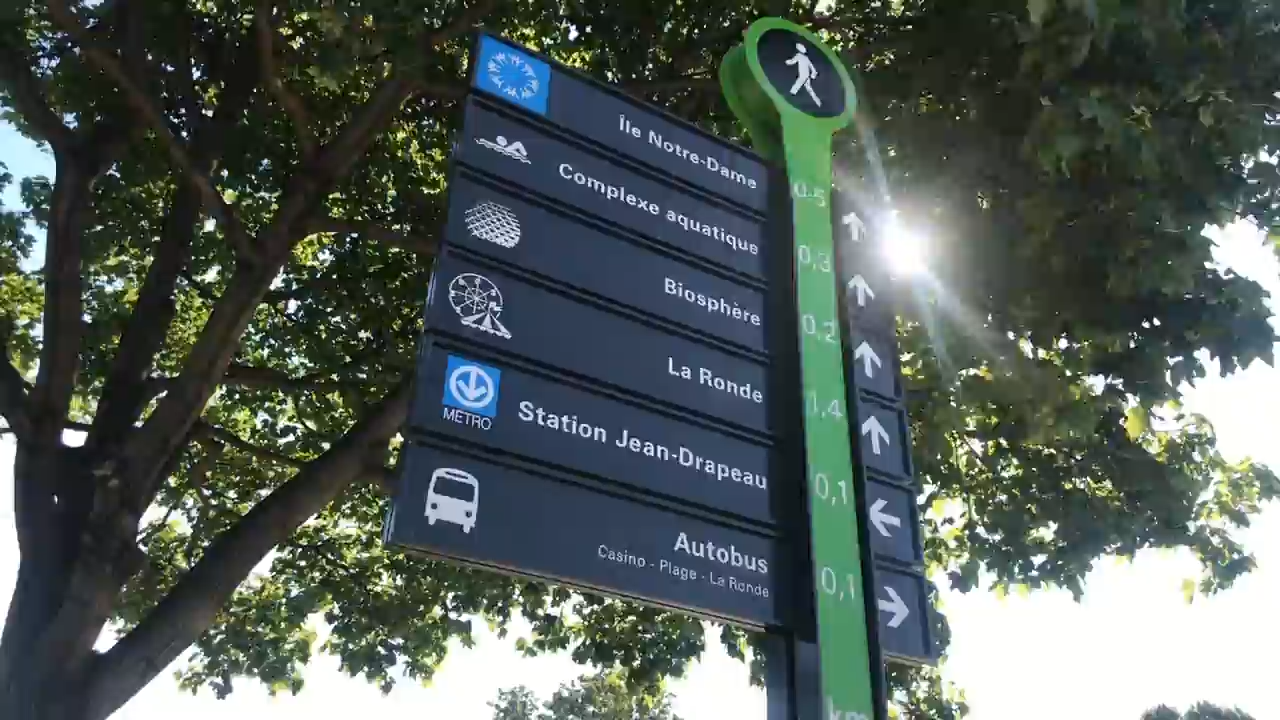 Île Notre-Dame
0.5
Complexe aquatique
0,3
Biosphère
0,2
La Ronde
1,4
METRO
Station Jean-Drapeau
0,1
Autobus
0,1
Casino - Plage - La Ronde
km